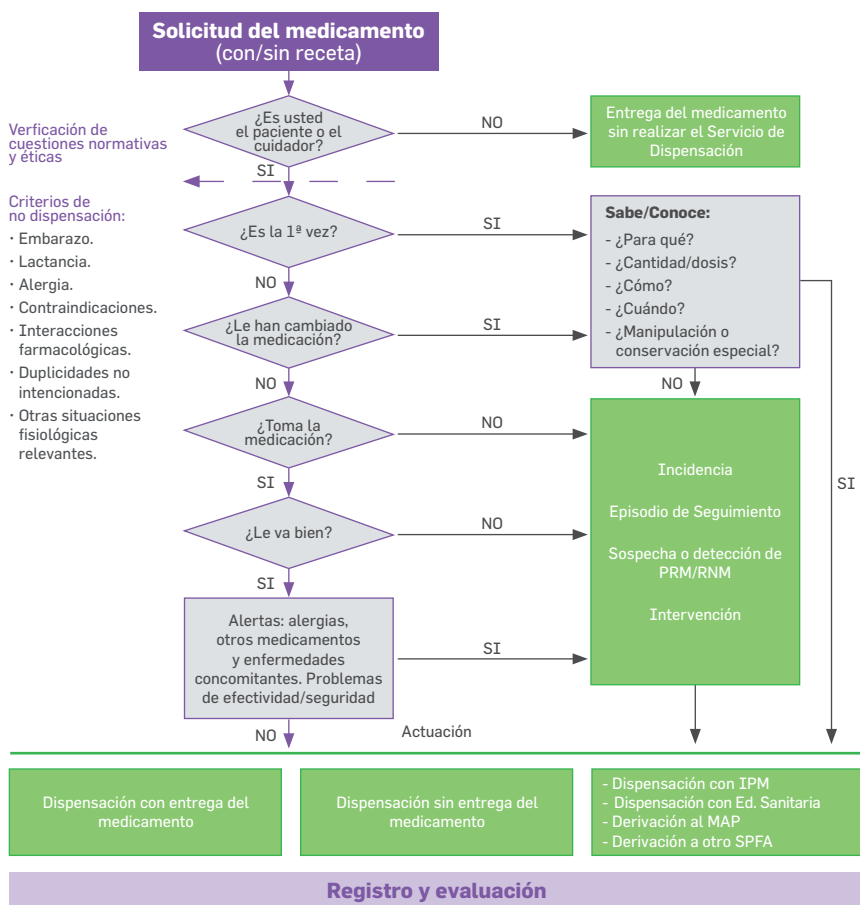 Solicitud del medicamento
(con/sin receta)
¿Es usted
el paciente o el
cuidador?
NO
Entrega del medicamento
sin realizar el Servicio de
Dispensación
Verficación de
cuestiones normativas
y éticas
SI
Criterios de
no dispensación:
· Embarazo.
· Lactancia.
· Alergia.
· Contraindicaciones.
· Interacciones
farmacológicas.
· Duplicidades no
intencionadas.
· Otras situaciones
fisiológicas
relevantes.
¿Es la 1ª vez?
SI
Sabe/Conoce:
- ¿Para qué?
- ¿Cantidad/dosis?
- ¿Cómo?
- ¿Cuándo?
- ¿Manipulación o
conservación especial?
NO
¿Le han cambiado
la medicación?
SI
NO
NO
¿Toma la
medicación?
NO
SI
Incidencia
Episodio de Seguimiento
Sospecha o detección de
PRM/RNM
Intervención
SI
¿Le va bien?
NO
SI
Alertas: alergias,
otros medicamentos
y enfermedades
concomitantes. Problemas
de efectividad/seguridad
SI
NO
Actuación
Dispensación con entrega del
medicamento
Dispensación sin entrega del
medicamento
- Dispensación con IPM
- Dispensación con Ed. Sanitaria
- Derivación al MAP
- Derivación a otro SPFA
Registro y evaluación